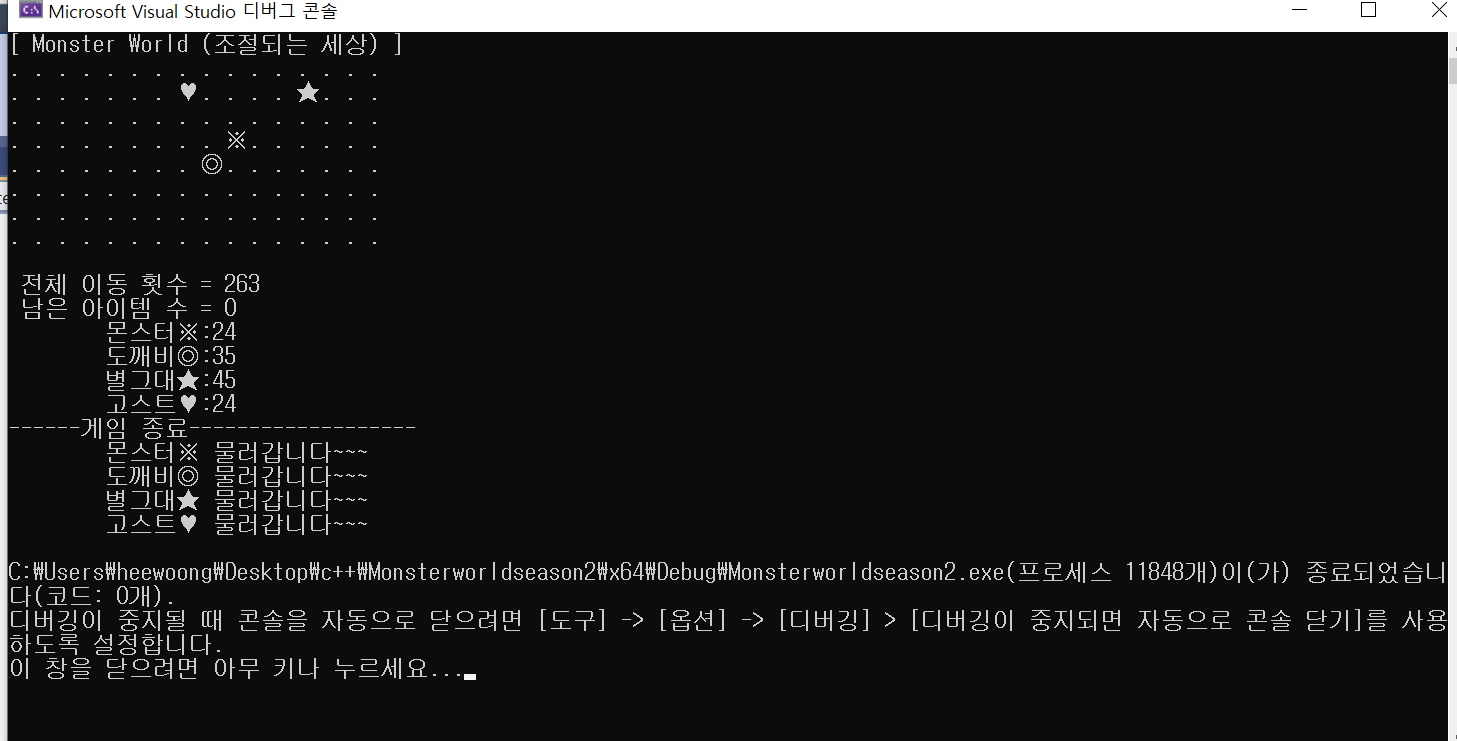 Microsoft Visual Studio 디버그 콘솔
[ Monster World (조절되는 세상) ]
. . . . . . . . . . . . . . . .
. . . . . . . ♥. . . . ★. . .
. . . . . . . . . . . . . . . .
. . . . . . . . . ※. . . . . .
. . . . . . . . ◎. . . . . . .
. . . . . . . . . . . . . . . .
. . . . . . . . . . . . . . . .
. . . . . . . . . . . . . . . .
전체 이동 횟수 = 263
남은 아이템 수 = 0
몬스터※:24
도깨비◎:35
별그대★:45
고스트♥:24
------게임 종료-------------------
몬스터※ 물러갑니다~~~
도깨비◎ 물러갑니다~~~
별그대★ 물러갑니다~~~
고스트♥ 물러갑니다~~~
C:\Users\heewoong\Desktop\c++\Monsterworldseason2\x64\Debug\Monsterworldseason2.exe(프로세스 11848개)이(가) 종료되었습니
다(코드: 0개).
디버깅이 중지될 때 콘솔을 자동으로 닫으려면 [도구] -> [옵션] -> [디버깅] > [디버깅이 중지되면 자동으로 콘솔 닫기]를 사용
하도록 설정합니다.
이 창을 닫으려면 아무 키나 누르세요...